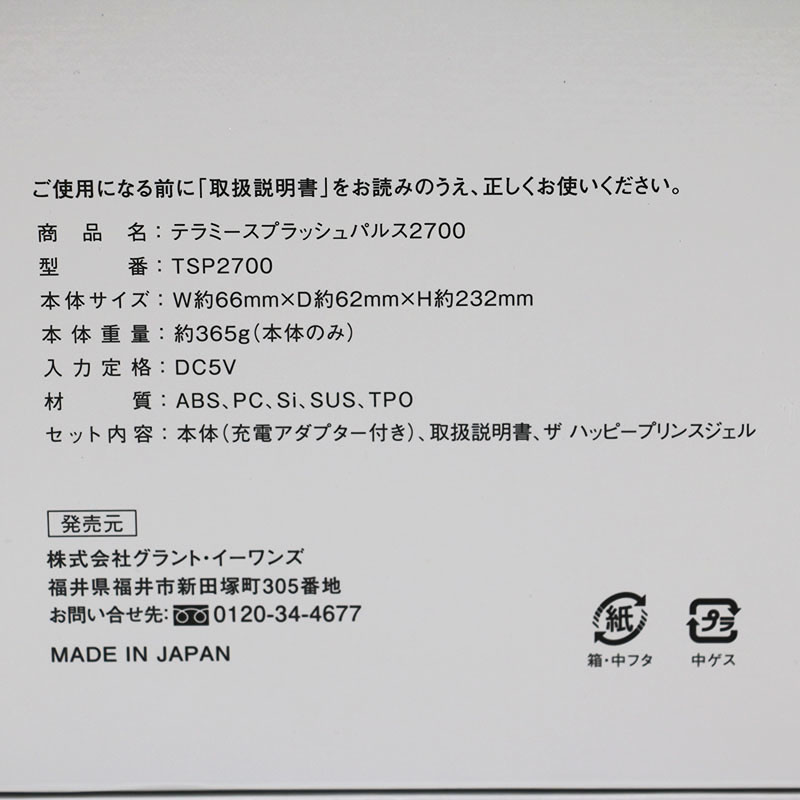 ご使用になる前に「取扱説明書」をお読みのうえ、正しくお使いください。
商品名：テラミースプラッシュパルス2700
型番：TSP2700
本体サイズ：W約66mm×D約62mm×H約232mm
本体重量：約365g（本体のみ）
入力定格：DC5V
材質：ABS、PC、Si、SUS、TPO
セット内容：本体（充電アダプター付き）、取扱説明書、ザ ハッピープリンスジェル
発売元
株式会社グラント・イーワンズ
福井県福井市新田塚町305番地
お問い合せ先：0120-34-4677
MADE IN JAPAN
紙 プラ
箱・中フタ 中ゲス